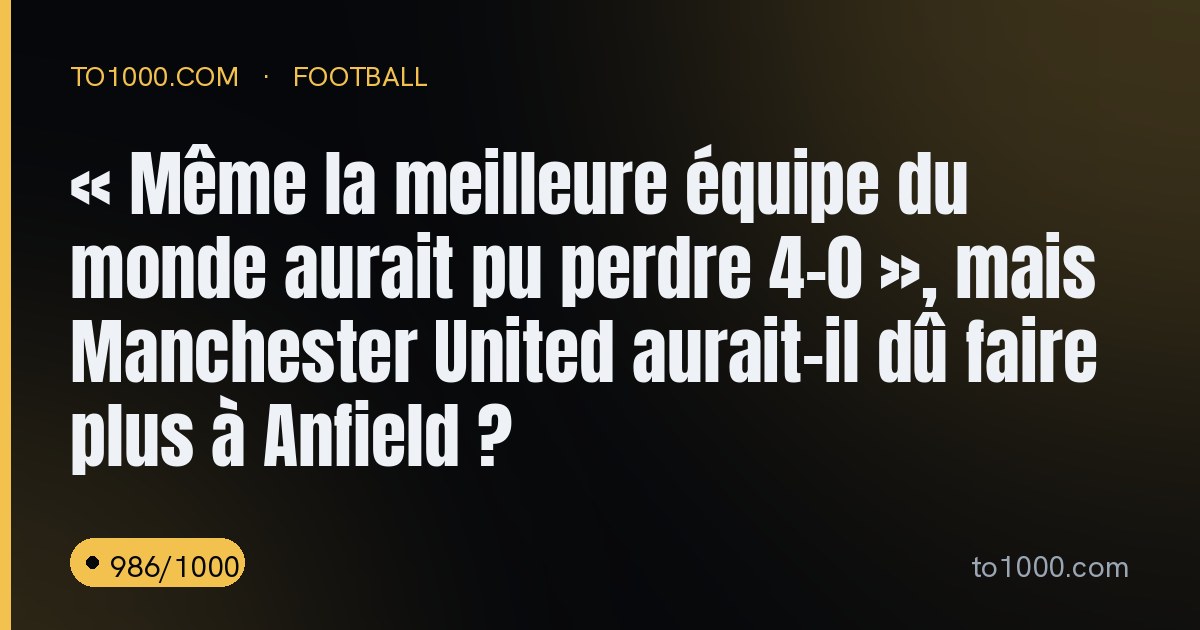 TO1000.COM · FOOTBALL
« Même la meilleure équipe du
monde aurait pu perdre 4-0 », mais
Manchester United aurait-il dû faire
plus à Anfield ?
986/1000
to1000.com